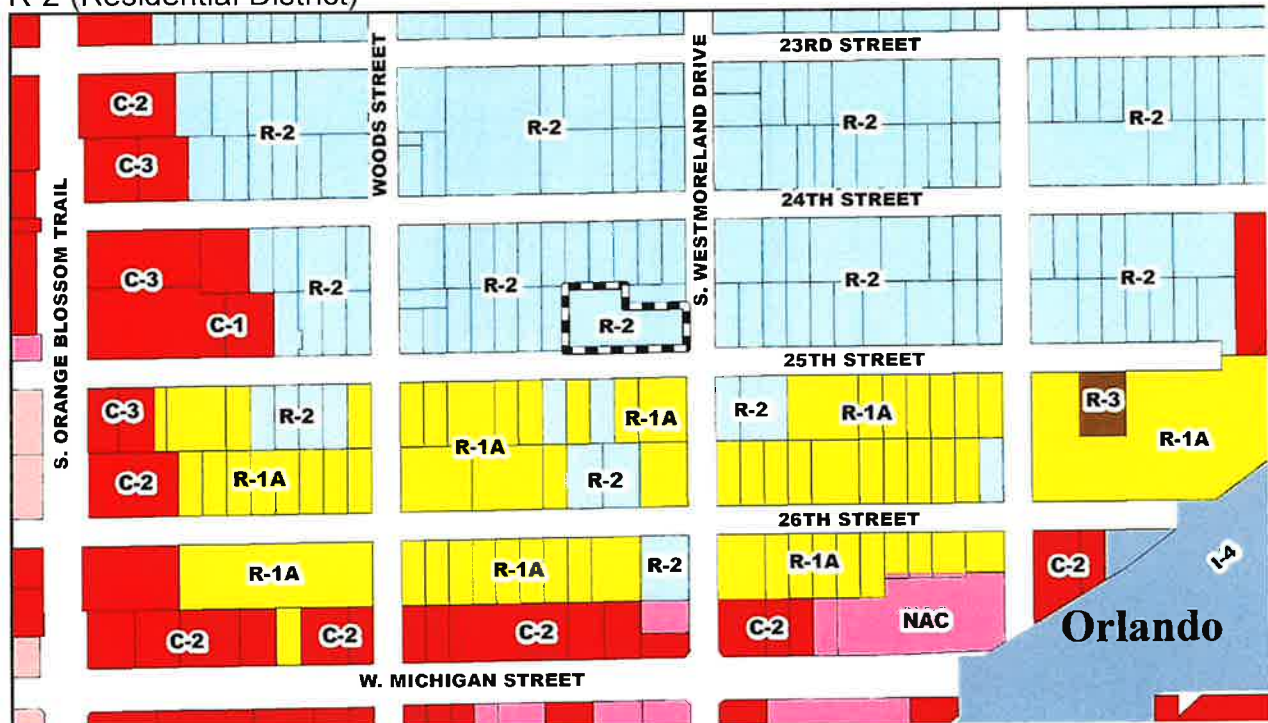 R-2 (Residential District)
23RD STREET
WOODS STREET
S. WESTMORELAND DRIVE
S. ORANGE BLOSSOM TRAIL
C-2
R-2
R-2
R-2
R-2
C-3
24TH STREET
C-3
R-2
R-2
R-2
R-2
R-2
C-1
25TH STREET
C-3
R-2
R-1A
R-1A
R-2
R-1A
R-3
R-1A
C-2
R-1A
R-2
26TH STREET
R-1A
R-1A
R-2
R-1A
C-2
I-4
C-2
C-2
C-2
C-2
NAC
Orlando
W. MICHIGAN STREET